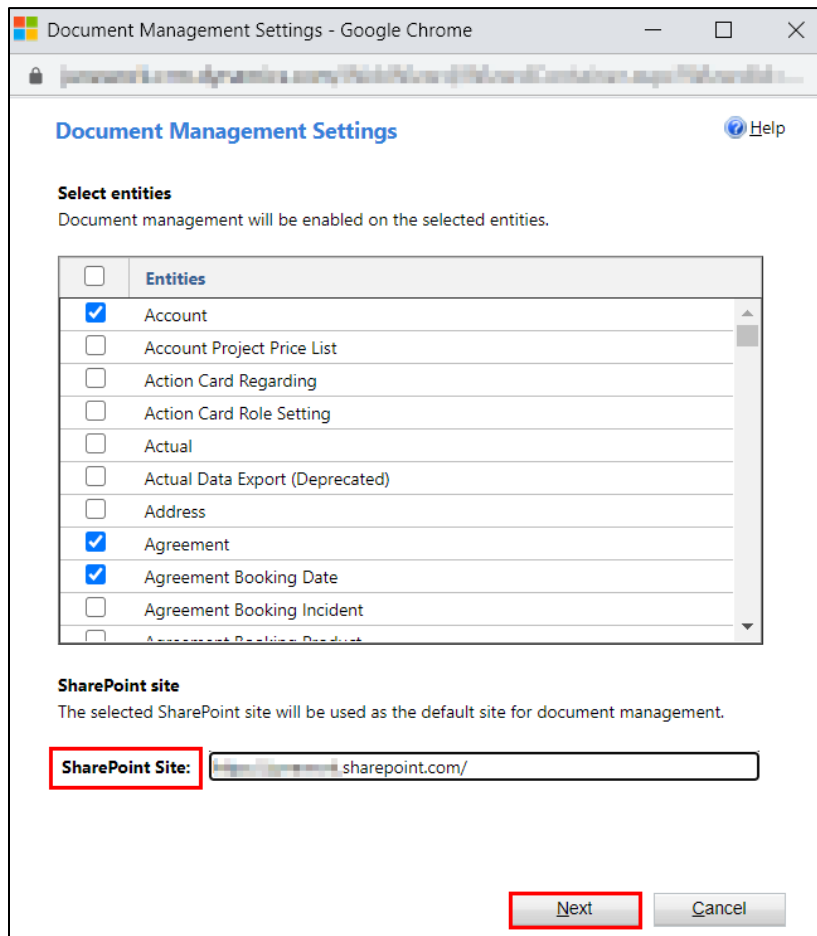 Document Management Settings - Google Chrome
Document Management Settings
Help
Select entities
Document management will be enabled on the selected entities.
Entities
Account
Account Project Price List
Action Card Regarding
Action Card Role Setting
Actual
Actual Data Export (Deprecated)
Address
Agreement
Agreement Booking Date
Agreement Booking Incident
Agreement Booking Product
SharePoint site
The selected SharePoint site will be used as the default site for document management.
SharePoint Site: sharepoint.com/
Next Cancel